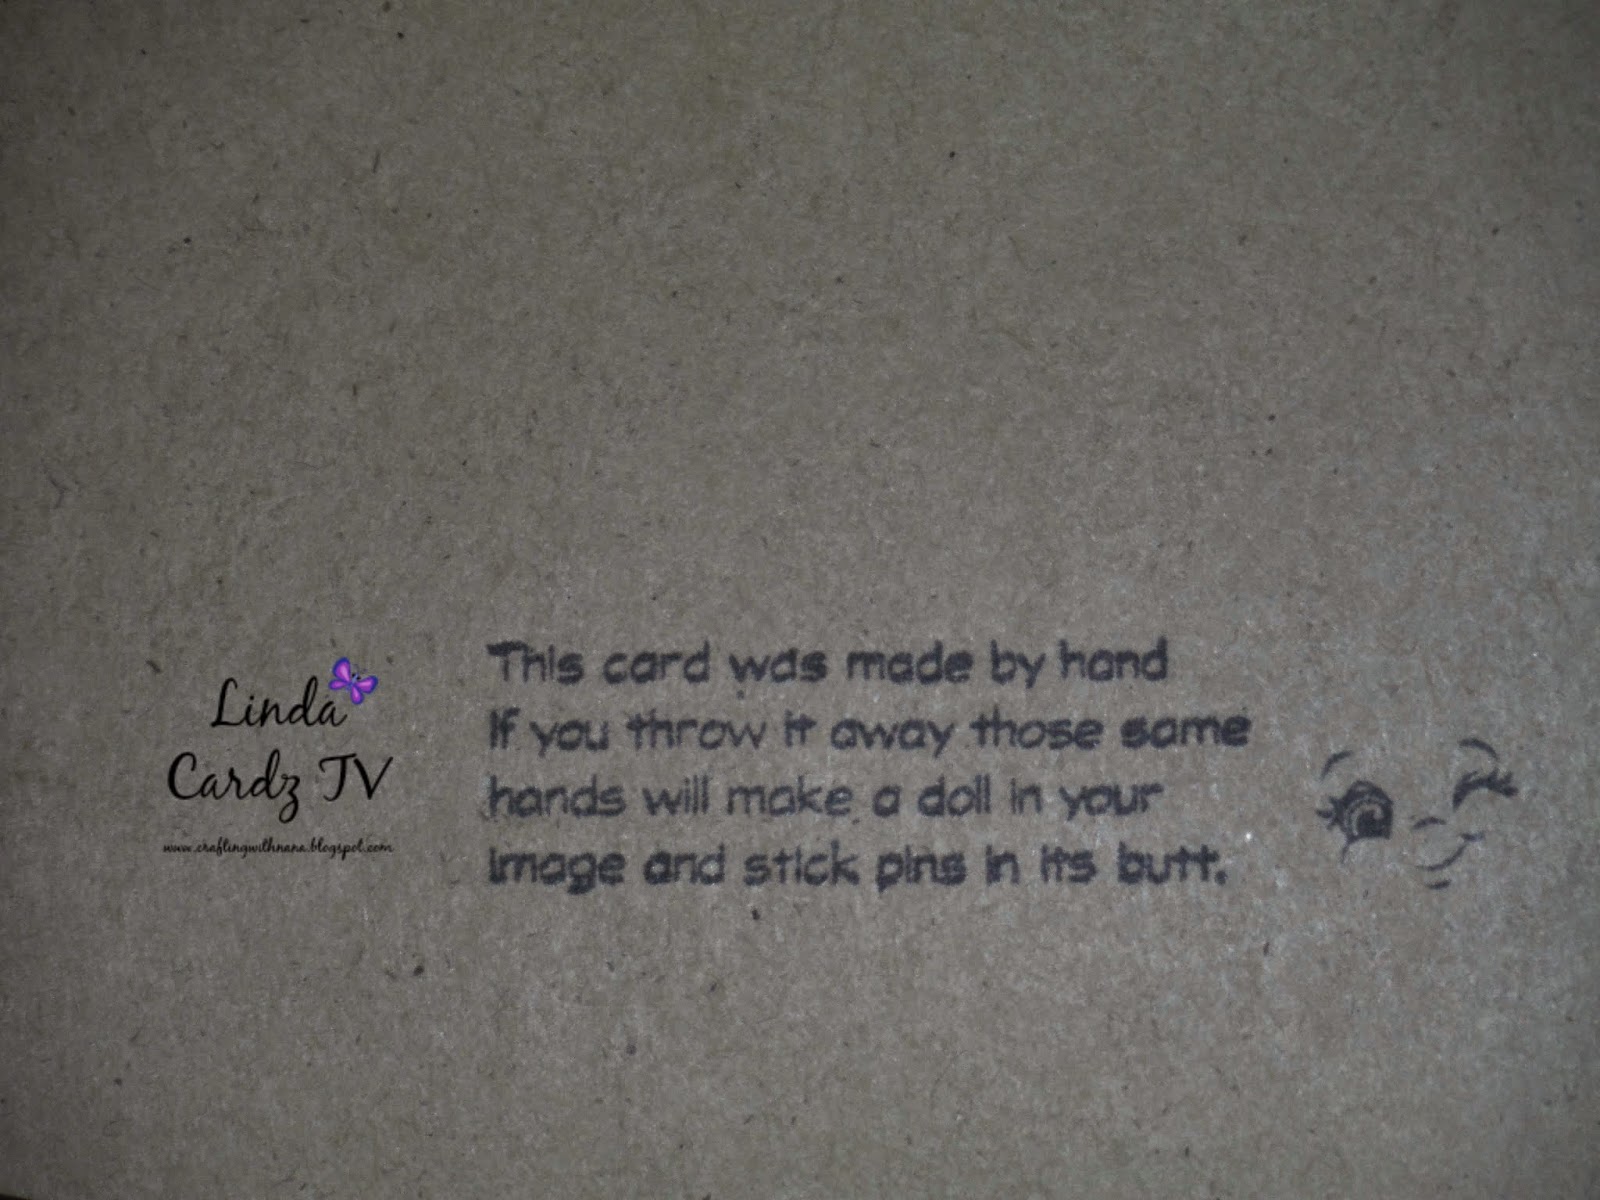 Linda
Cardz TV
www.craftingwithnana.blogspot.com
This card was made by hand
If you throw it away those same
hands will make a doll in your
image and stick pins in its butt.